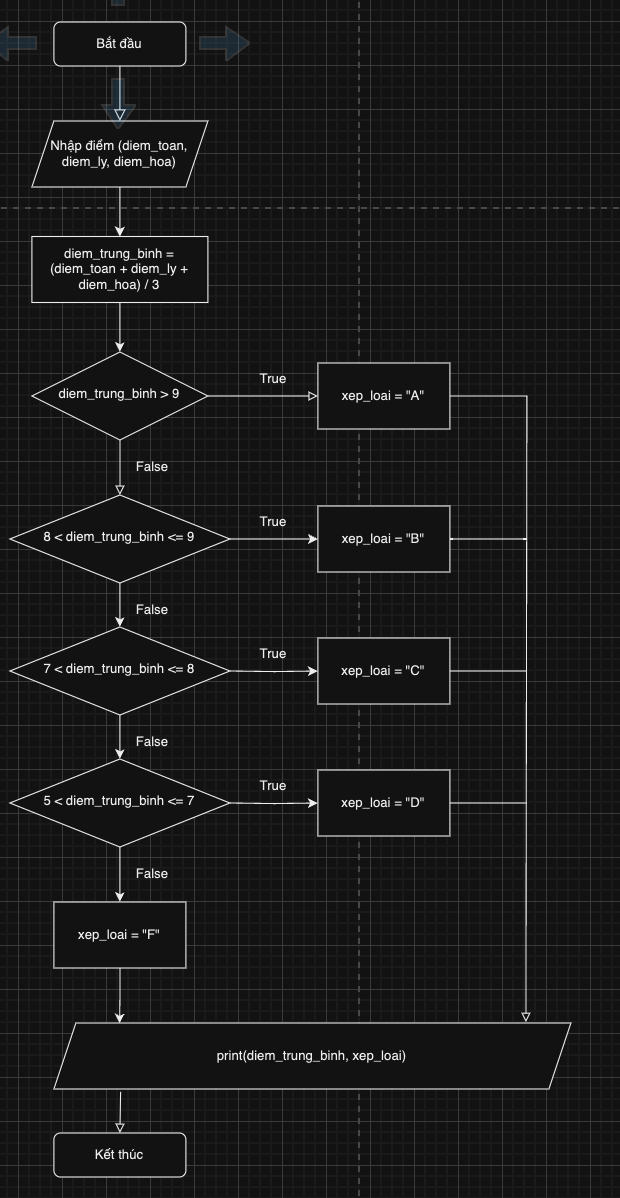 Bắt đầu
Nhập điểm (diem_toan,
diem_ly, diem_hoa)
diem_trung_binh =
(diem_toan + diem_ly +
diem_hoa) / 3
diem_trung_binh > 9
True
xep_loai = "A"
False
8 < diem_trung_binh <= 9
True
xep_loai = "B"
False
7 < diem_trung_binh <= 8
True
xep_loai = "C"
False
5 < diem_trung_binh <= 7
True
xep_loai = "D"
False
xep_loai = "F"
print(diem_trung_binh, xep_loai)
Kết thúc